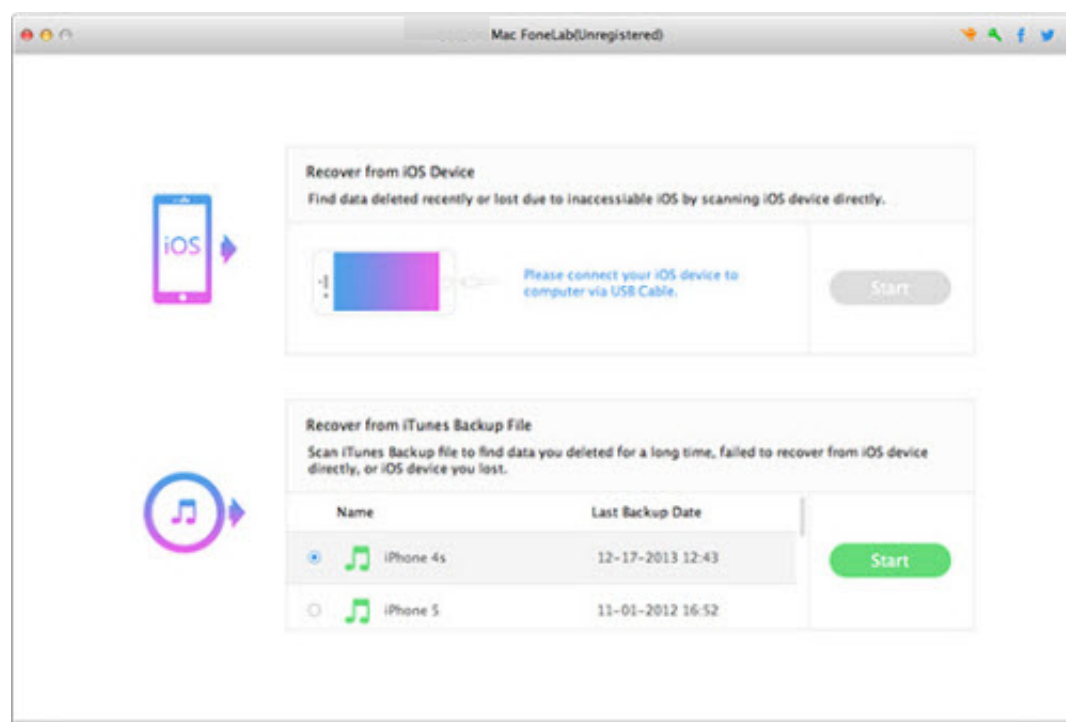 Mac FoneLab(Unregistered)
Recover from iOS Device
Find data deleted recently or lost due to inaccessiable iOS by scanning iOS device directly.
iOS
Please connect your iOS device to
computer via USB Cable.
Start
Recover from iTunes Backup File
Scan iTunes Backup file to find data you deleted for a long time, failed to recover from iOS device
directly, or iOS device you lost.
Name Last Backup Date
iPhone 4s 12-17-2013 12:43
Start
iPhone 5 11-01-2012 16:52